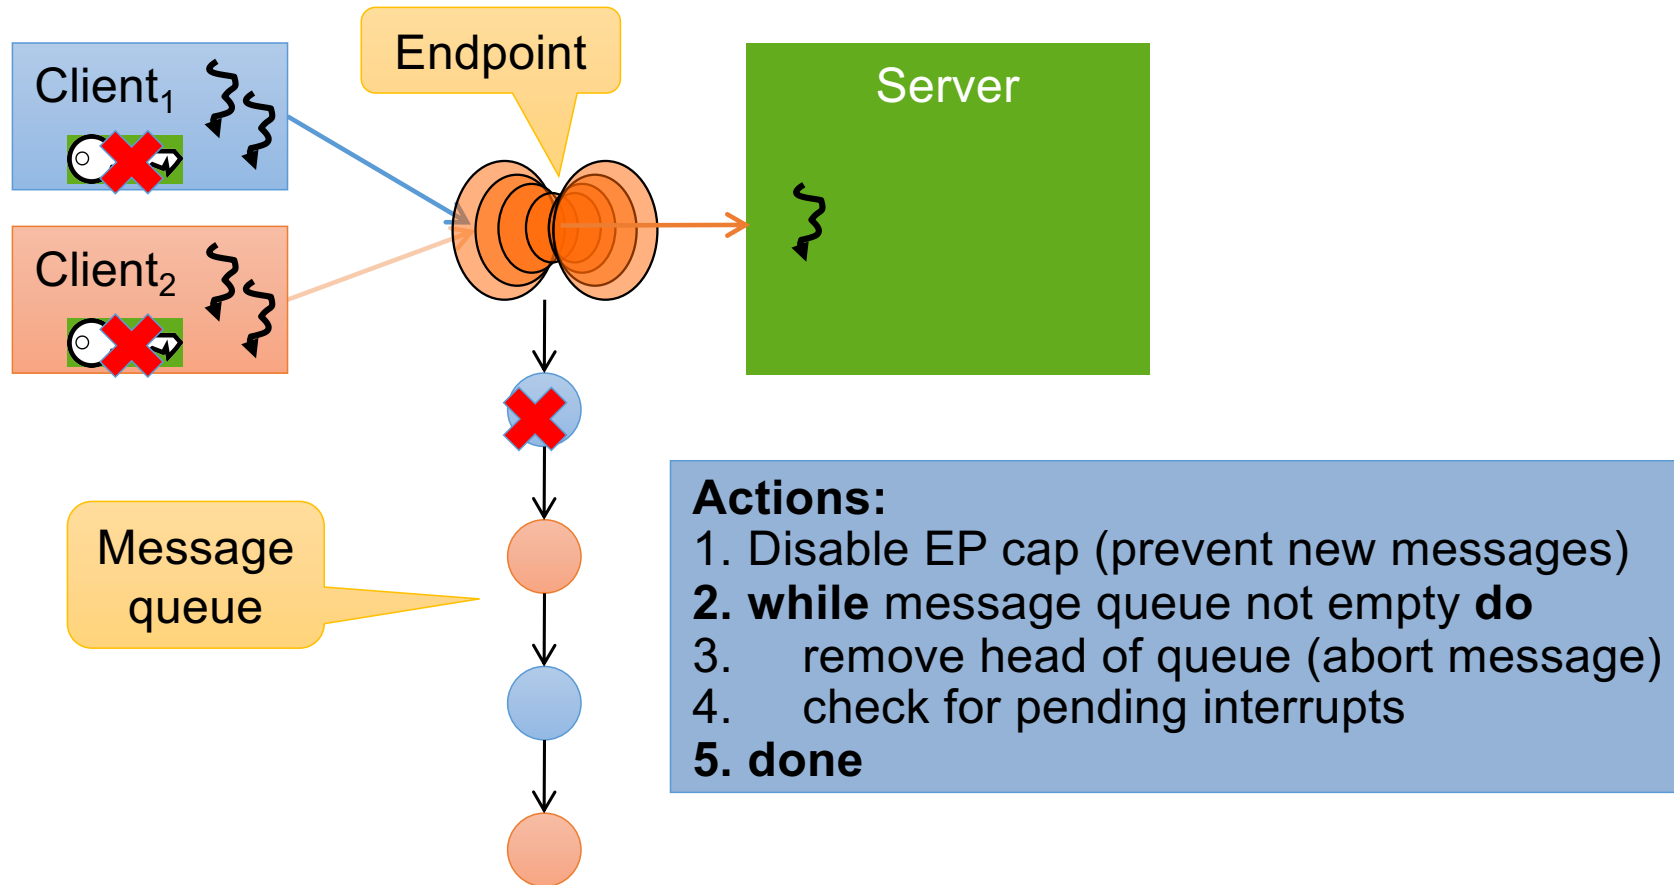 Endpoint
Client₁
Server
Client₂
Message
queue
Actions:
1. Disable EP cap (prevent new messages)
2. while message queue not empty do
3. remove head of queue (abort message)
4. check for pending interrupts
5. done